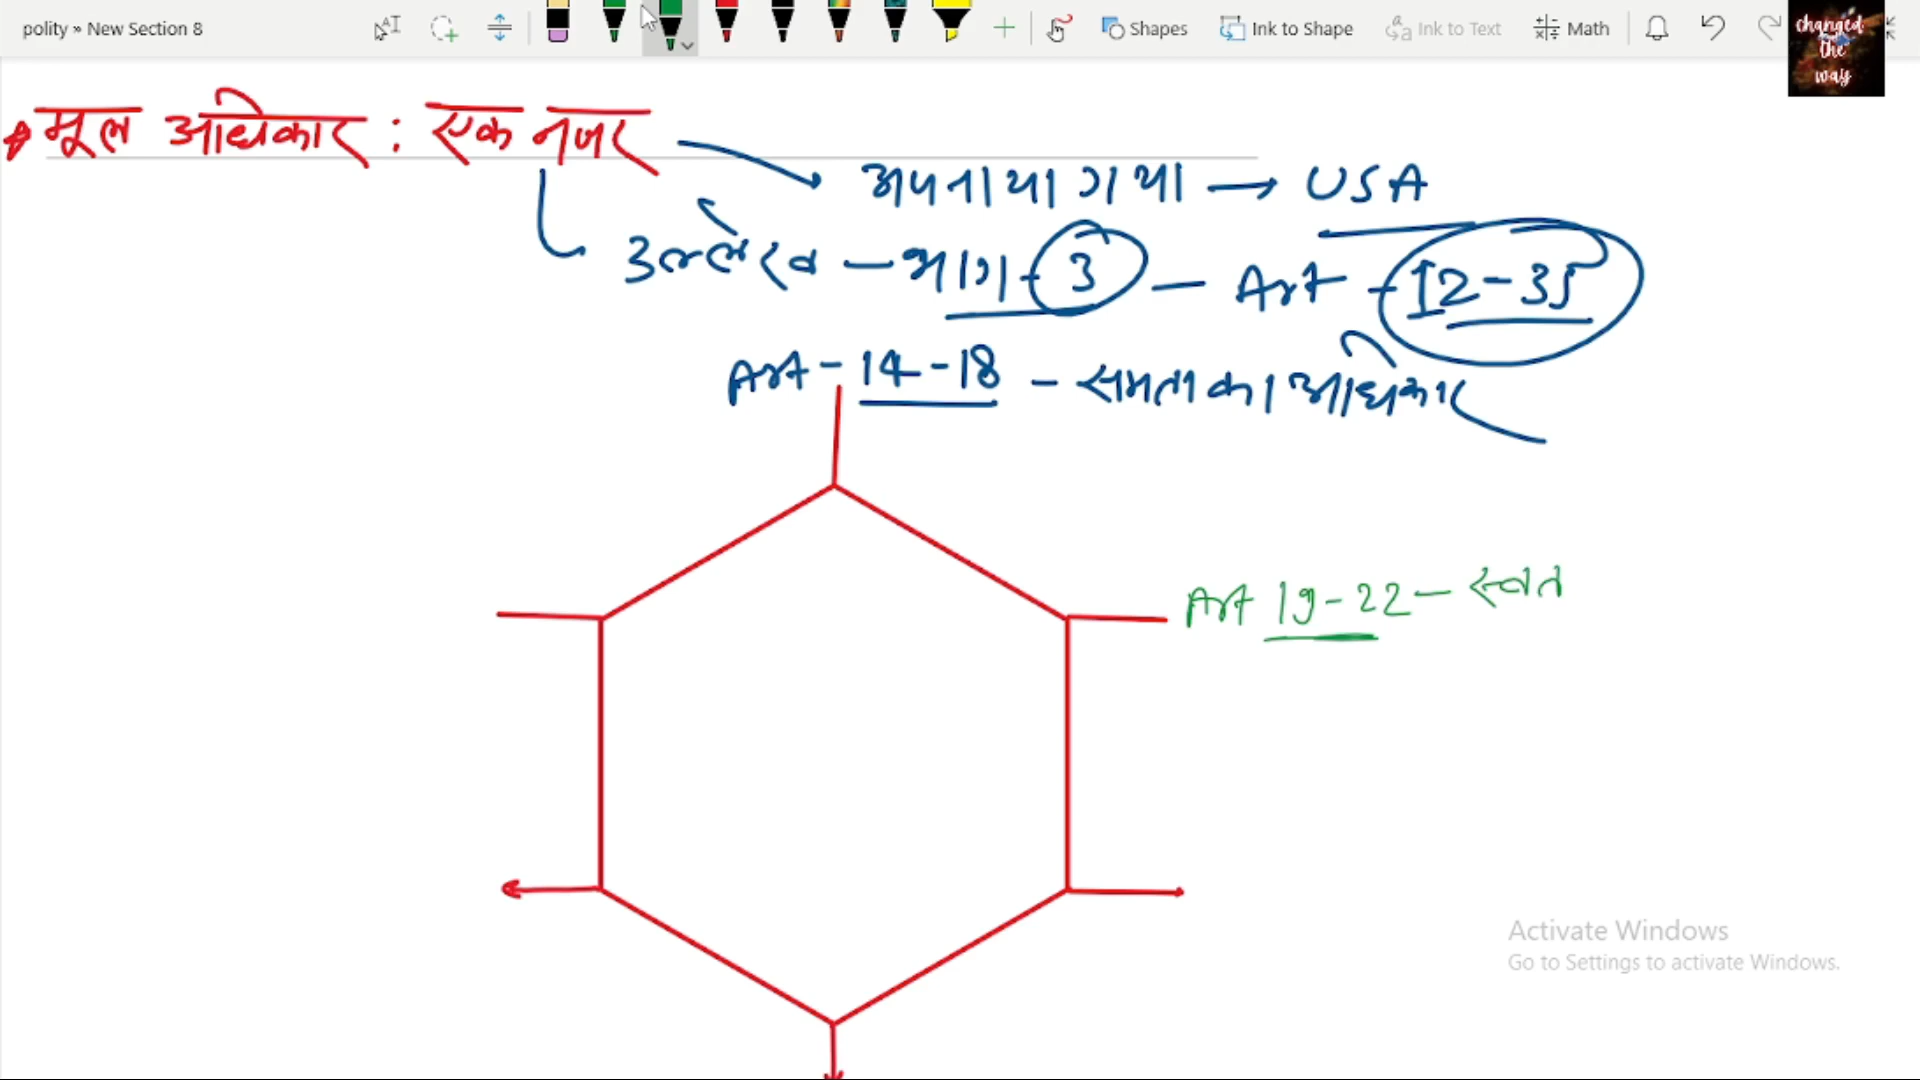 polity » New Section 8
Shapes
Ink to Shape
Ink to Text
Math
changed
the
way
मूल अधिकार : एक नजर
अपनाया गया → USA
उल्लेख - भाग - 3 - Art - 12-35
Art - 14-18 - समता का अधिकार
Art 19-22 - स्वत
Activate Windows
Go to Settings to activate Windows.